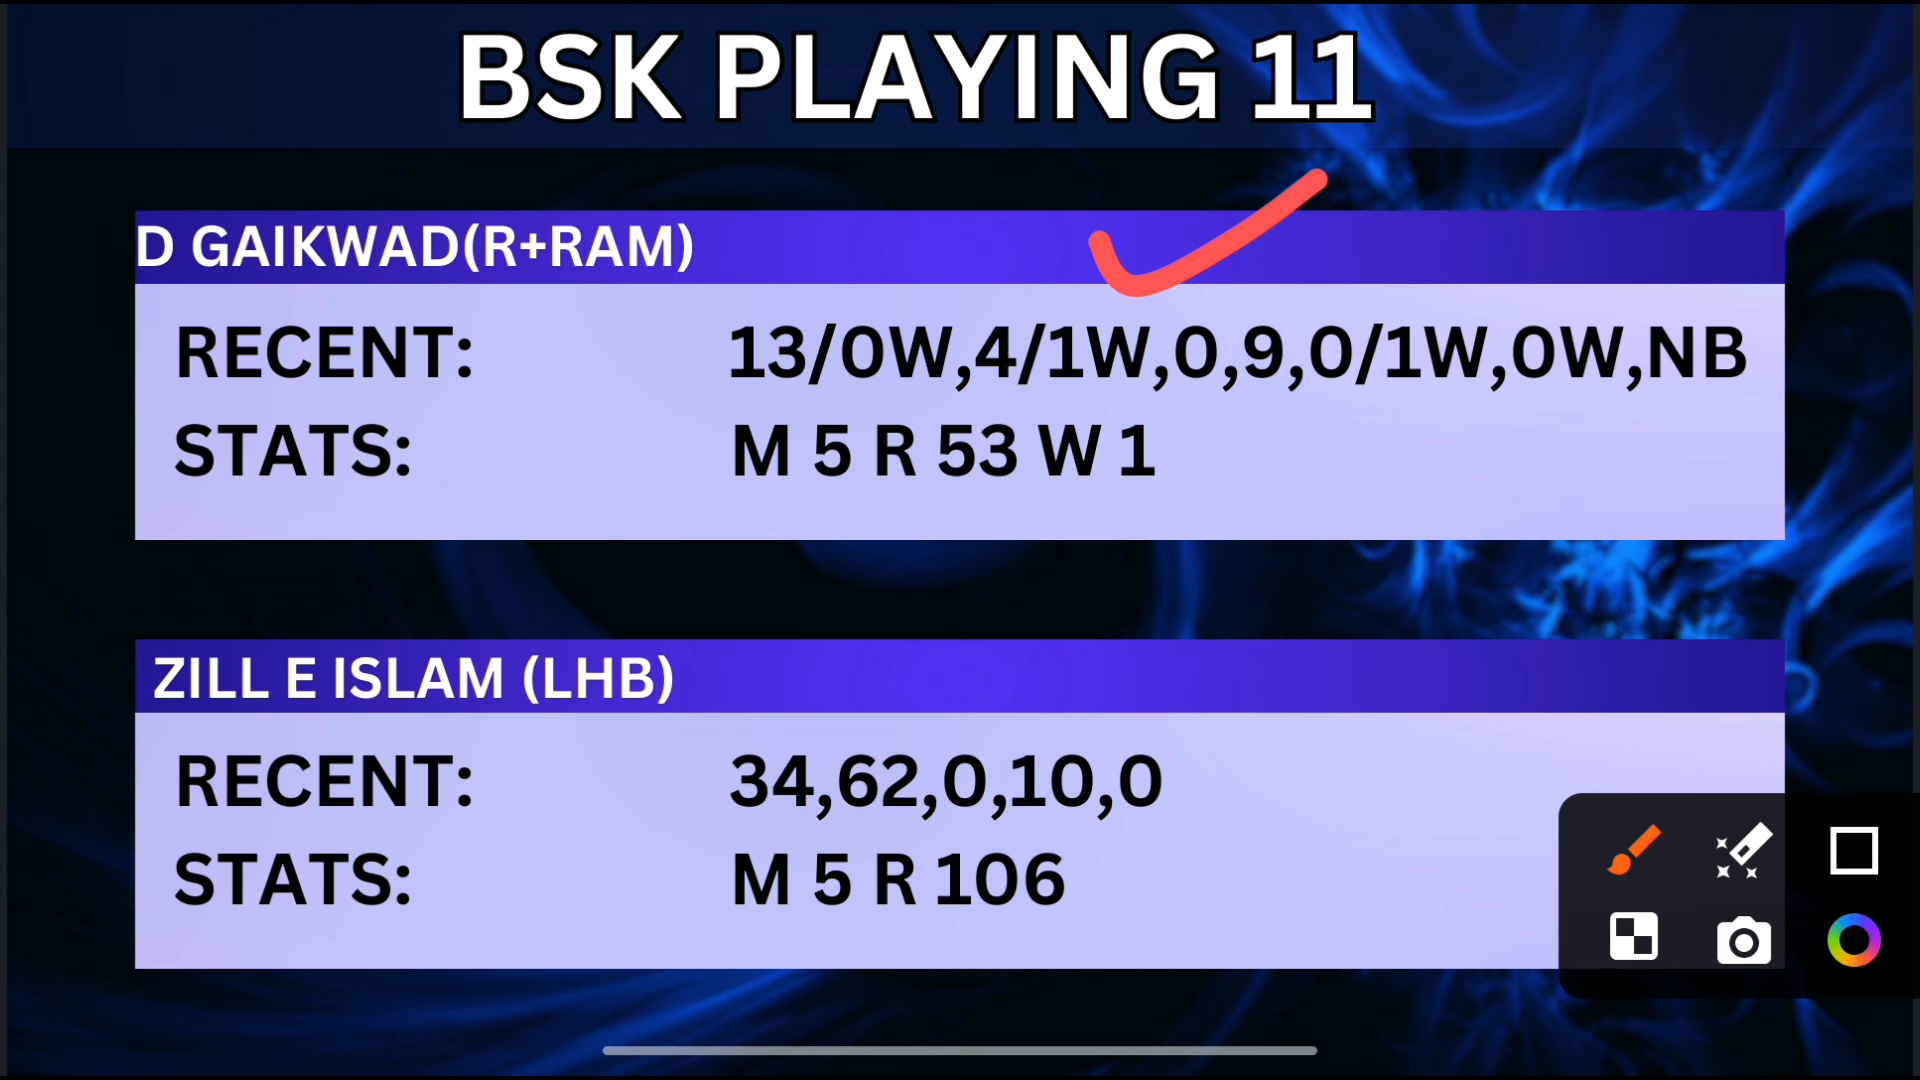 BSK PLAYING 11
D GAIKWAD(R+RAM)
RECENT: 13/0W,4/1W,0,9,0/1W,0W,NB
STATS: M 5 R 53 W 1
ZILL E ISLAM (LHB)
RECENT: 34,62,0,10,0
STATS: M 5 R 106